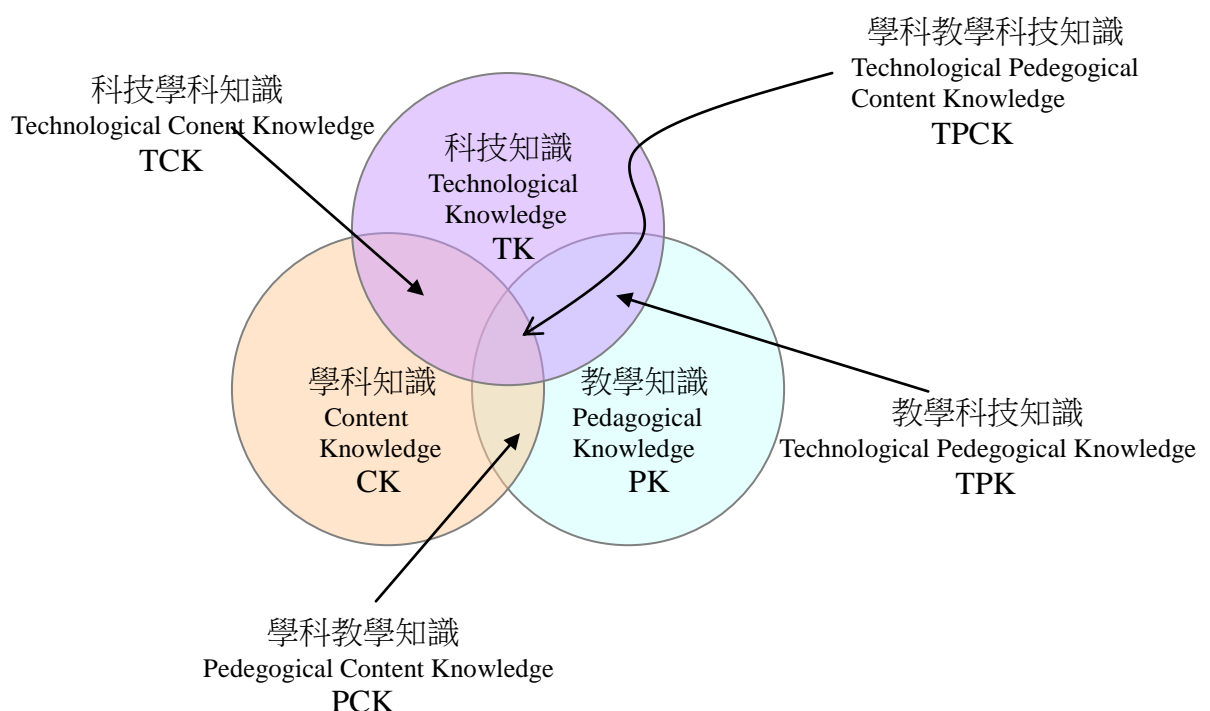 學科教學科技知識
Technological Pedegogical
Content Knowledge
TPCK
科技學科知識
Technological Conent Knowledge
TCK
科技知識
Technological
Knowledge
TK
學科知識
Content
Knowledge
CK
教學知識
Pedagogical
Knowledge
PK
教學科技知識
Technological Pedegogical Knowledge
TPK
學科教學知識
Pedegogical Content Knowledge
PCK